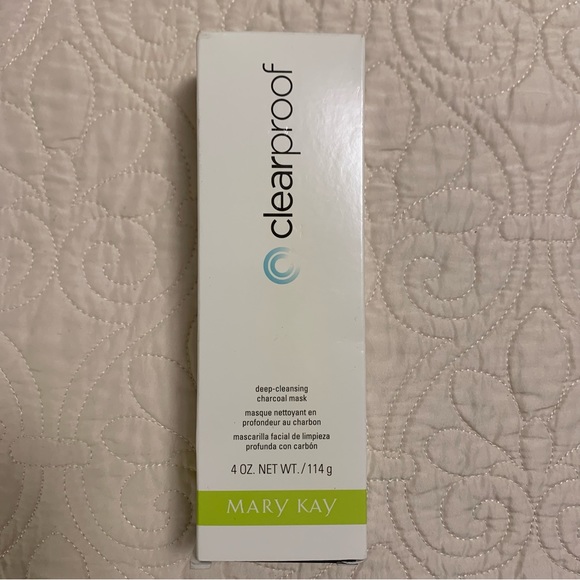 clearproof
deep-cleansing
charcoal mask
masque nettoyant en
profondeur au charbon
mascarilla facial de limpieza
profunda con carbón
4 OZ. NET WT./114 g
MARY KAY